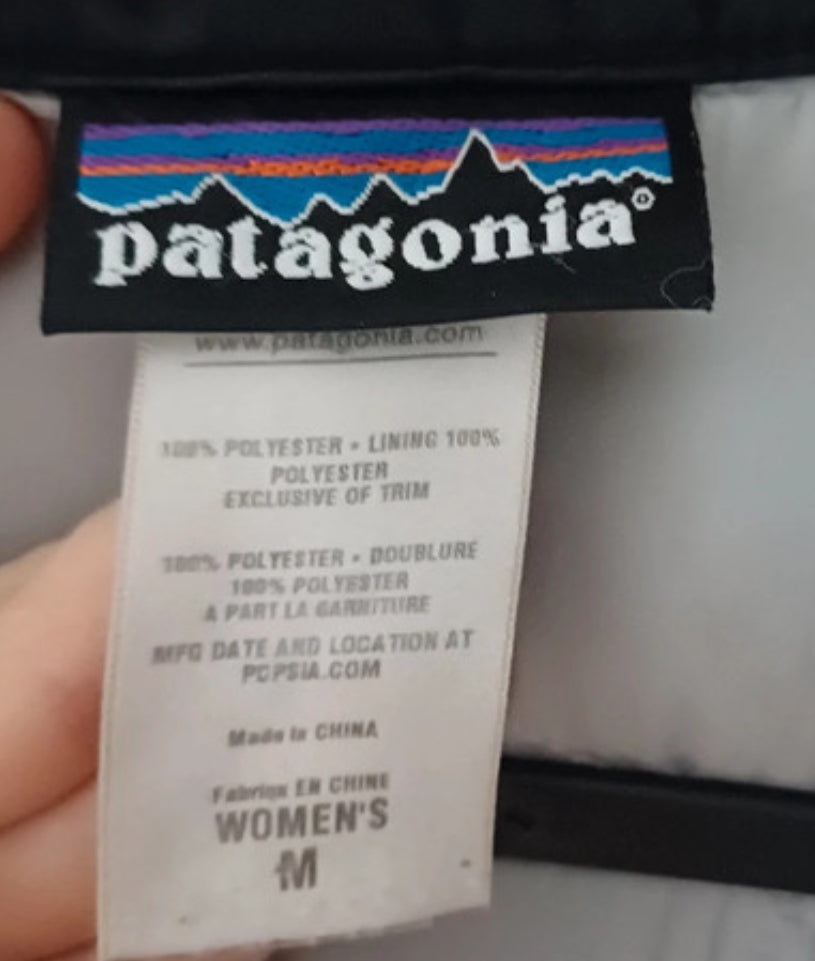 patagonia®
www.patagonia.com
100% POLYESTER • LINING 100%
POLYESTER
EXCLUSIVE OF TRIM
100% POLYESTER • DOUBLURE
100% POLYESTER
A PART LA GARNITURE
MFG DATE AND LOCATION AT
PCPSIA.COM
Made in CHINA
Fabriqu EN CHINE
WOMEN'S
M